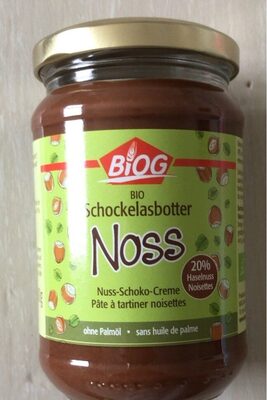 BiOG
BIO
Schockelasbotter
Noss
20%
Haselnuss
Noisettes
Nuss-Schoko-Creme
Pâte à tartiner noisettes
ohne Palmöl • sans huile de palme